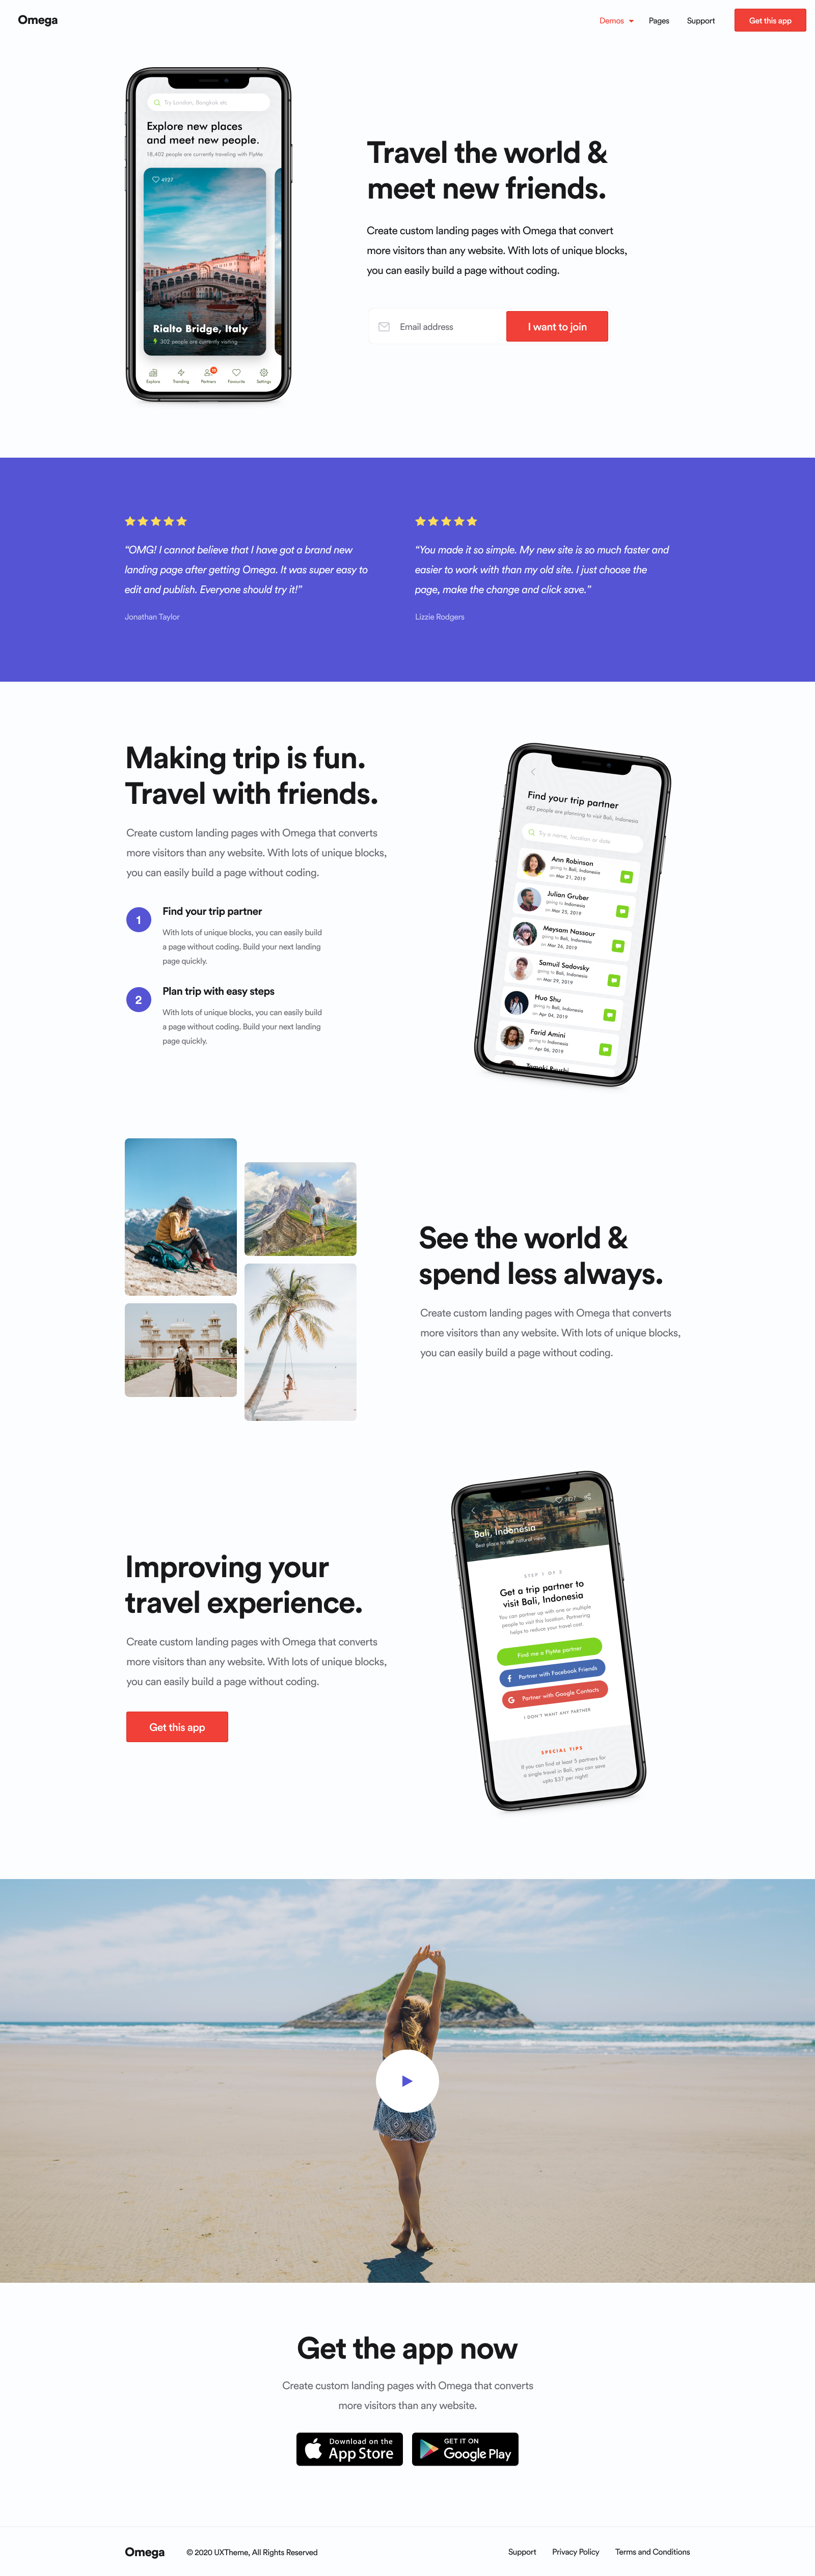 Omega
Demos
Pages
Support
Get this app
Try London, Bangkok etc
Explore new places
and meet new people.
18,402 people are currently traveling with FlyMe
4927
Rialto Bridge, Italy
302 people are currently visiting
Explore
Trending
Partners
Favourite
Settings
Travel the world &
meet new friends.
Create custom landing pages with Omega that convert
more visitors than any website. With lots of unique blocks,
you can easily build a page without coding.
Email address
I want to join
“OMG! I cannot believe that I have got a brand new
landing page after getting Omega. It was super easy to
edit and publish. Everyone should try it!”
Jonathan Taylor
“You made it so simple. My new site is so much faster and
easier to work with than my old site. I just choose the
page, make the change and click save.”
Lizzie Rodgers
Making trip is fun.
Travel with friends.
Create custom landing pages with Omega that converts
more visitors than any website. With lots of unique blocks,
you can easily build a page without coding.
1
Find your trip partner
With lots of unique blocks, you can easily build
a page without coding. Build your next landing
page quickly.
2
Plan trip with easy steps
With lots of unique blocks, you can easily build
a page without coding. Build your next landing
page quickly.
Find your trip partner
482 people are planning to visit Bali, Indonesia
Try a name, location or date
Ann Robinson
going to Bali, Indonesia
on Mar 21, 2019
Julian Gruber
going to Indonesia
on Mar 25, 2019
Meysam Nassour
going to Bali, Indonesia
on Mar 26, 2019
Samuil Sadovsky
going to Bali, Indonesia
on Mar 29, 2019
Huo Shu
going to Bali, Indonesia
on Apr 04, 2019
Farid Amini
going to Indonesia
on Apr 06, 2019
See the world &
spend less always.
Create custom landing pages with Omega that converts
more visitors than any website. With lots of unique blocks,
you can easily build a page without coding.
Improving your
travel experience.
Create custom landing pages with Omega that converts
more visitors than any website. With lots of unique blocks,
you can easily build a page without coding.
Get this app
Bali, Indonesia
Best place to see natural views
STEP 1 OF 3
Get a trip partner to
visit Bali, Indonesia
You can partner up with one or multiple
people to visit this location. Partnering
helps to reduce your travel cost.
Find me a FlyMe partner
Partner with Facebook Friends
Partner with Google Contacts
I DON'T WANT ANY PARTNER
SPECIAL TIPS
If you can find at least 5 partners for
a single travel in Bali, you can save
upto $37 per night!
Get the app now
Create custom landing pages with Omega that converts
more visitors than any website.
Download on the
App Store
GET IT ON
Google Play
Omega
© 2020 UXTheme, All Rights Reserved
Support
Privacy Policy
Terms and Conditions